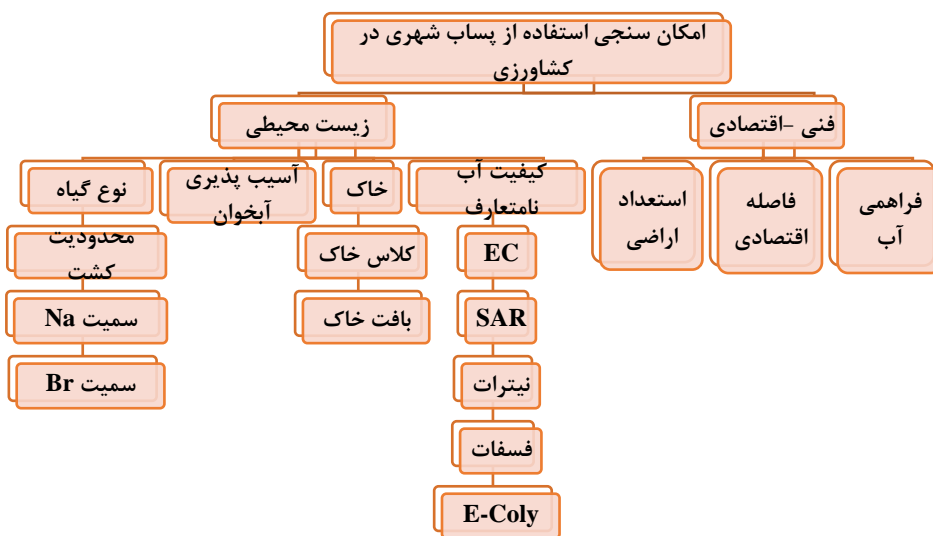 امکان سنجی استفاده از پساب شهری در
کشاورزی
فنی –اقتصادی
زیست محیطی
فراهمی
آب
فاصله
اقتصادی
استعداد
اراضی
کیفیت آب
نامتعارف
خاک
آسیب پذیری
آبخوان
نوع گیاه
EC
کلاس خاک
محدودیت
کشت
SAR
بافت خاک
سمیت Na
نیترات
سمیت Br
فسفات
E-Coly